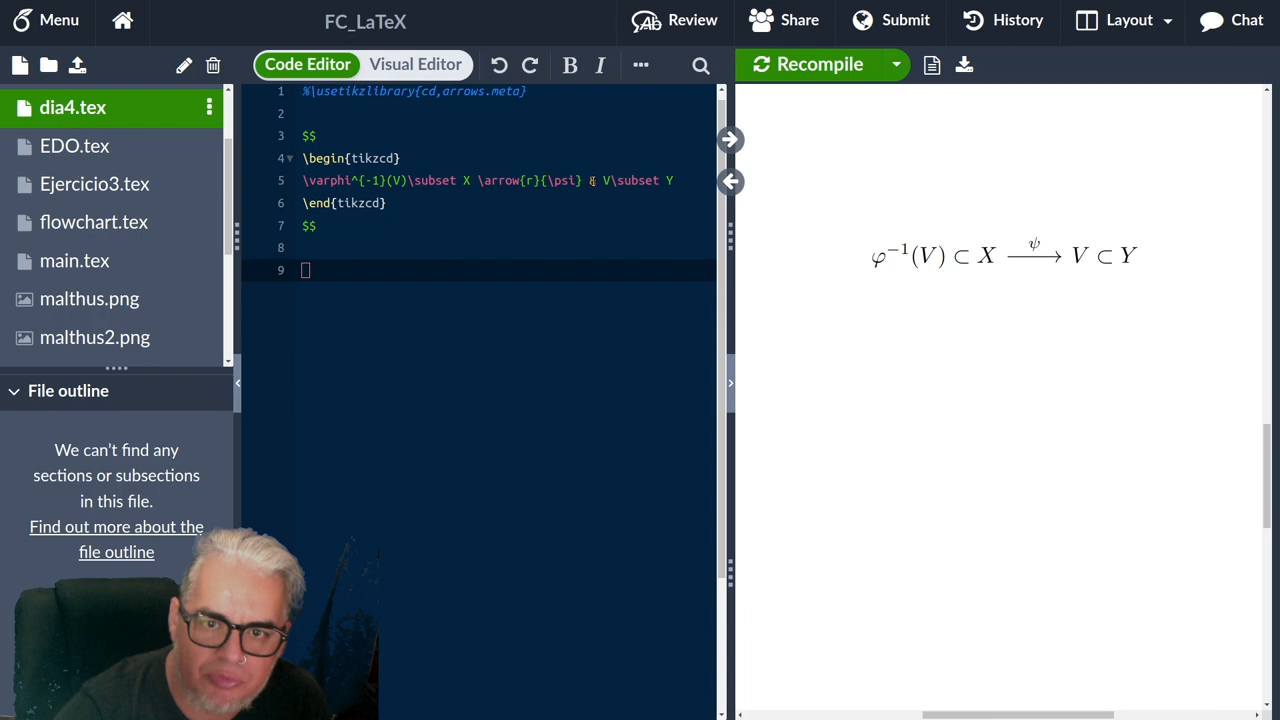 Menu
FC_LaTeX
Review
Share
Submit
History
Layout
Chat
Code Editor
Visual Editor
B
I
Recompile
dia4.tex
EDO.tex
Ejercicio3.tex
flowchart.tex
main.tex
malthus.png
malthus2.png
File outline
We can't find any
sections or subsections
in this file.
Find out more about the
file outline
1 %\usetikzlibrary{cd,arrows.meta}
2
3 $$
4 \begin{tikzcd}
5 \varphi^{-1}(V)\subset X \arrow{r}{\psi} & V\subset Y
6 \end{tikzcd}
7 $$
8
9
ψ
φ⁻¹(V) ⊂ X ⟶ V ⊂ Y